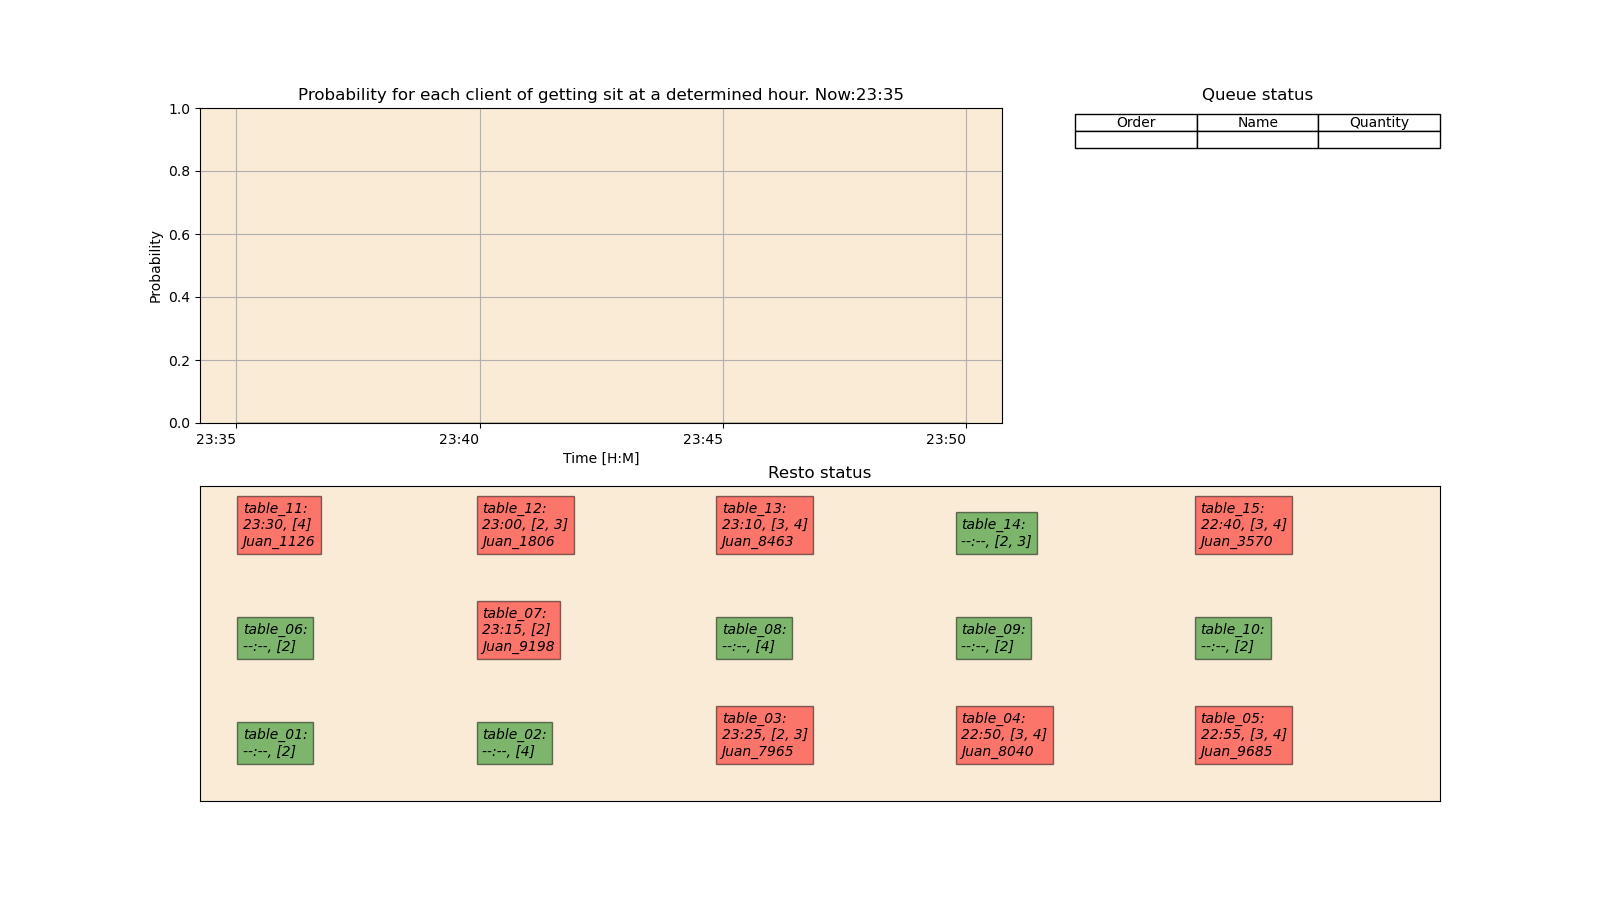 Probability for each client of getting sit at a determined hour. Now:23:35
1.0
0.8
0.6
0.4
0.2
0.0
Probability
23:35 23:40 23:45 23:50
Time [H:M]
Queue status
Order Name Quantity
Resto status
table_11:
23:30, [4]
Juan_1126
table_12:
23:00, [2, 3]
Juan_1806
table_13:
23:10, [3, 4]
Juan_8463
table_14:
--:--, [2, 3]
table_15:
22:40, [3, 4]
Juan_3570
table_06:
--:--, [2]
table_07:
23:15, [2]
Juan_9198
table_08:
--:--, [4]
table_09:
--:--, [2]
table_10:
--:--, [2]
table_01:
--:--, [2]
table_02:
--:--, [4]
table_03:
23:25, [2, 3]
Juan_7965
table_04:
22:50, [3, 4]
Juan_8040
table_05:
22:55, [3, 4]
Juan_9685